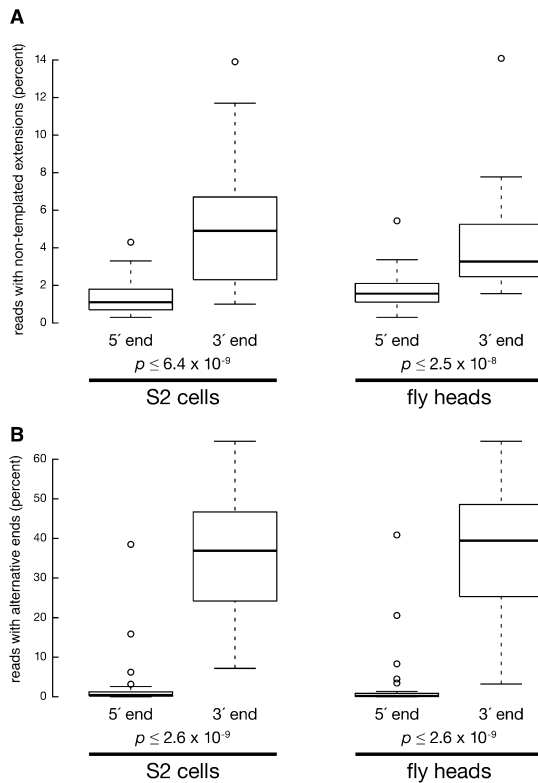 A
reads with non-templated extensions (percent)
14
12
10
8
6
4
2
0
5´ end 3´ end 5´ end 3´ end
p ≤ 6.4 x 10-9 p ≤ 2.5 x 10-8
S2 cells fly heads
B
reads with alternative ends (percent)
60
50
40
30
20
10
0
5´ end 3´ end 5´ end 3´ end
p ≤ 2.6 x 10-9 p ≤ 2.6 x 10-9
S2 cells fly heads